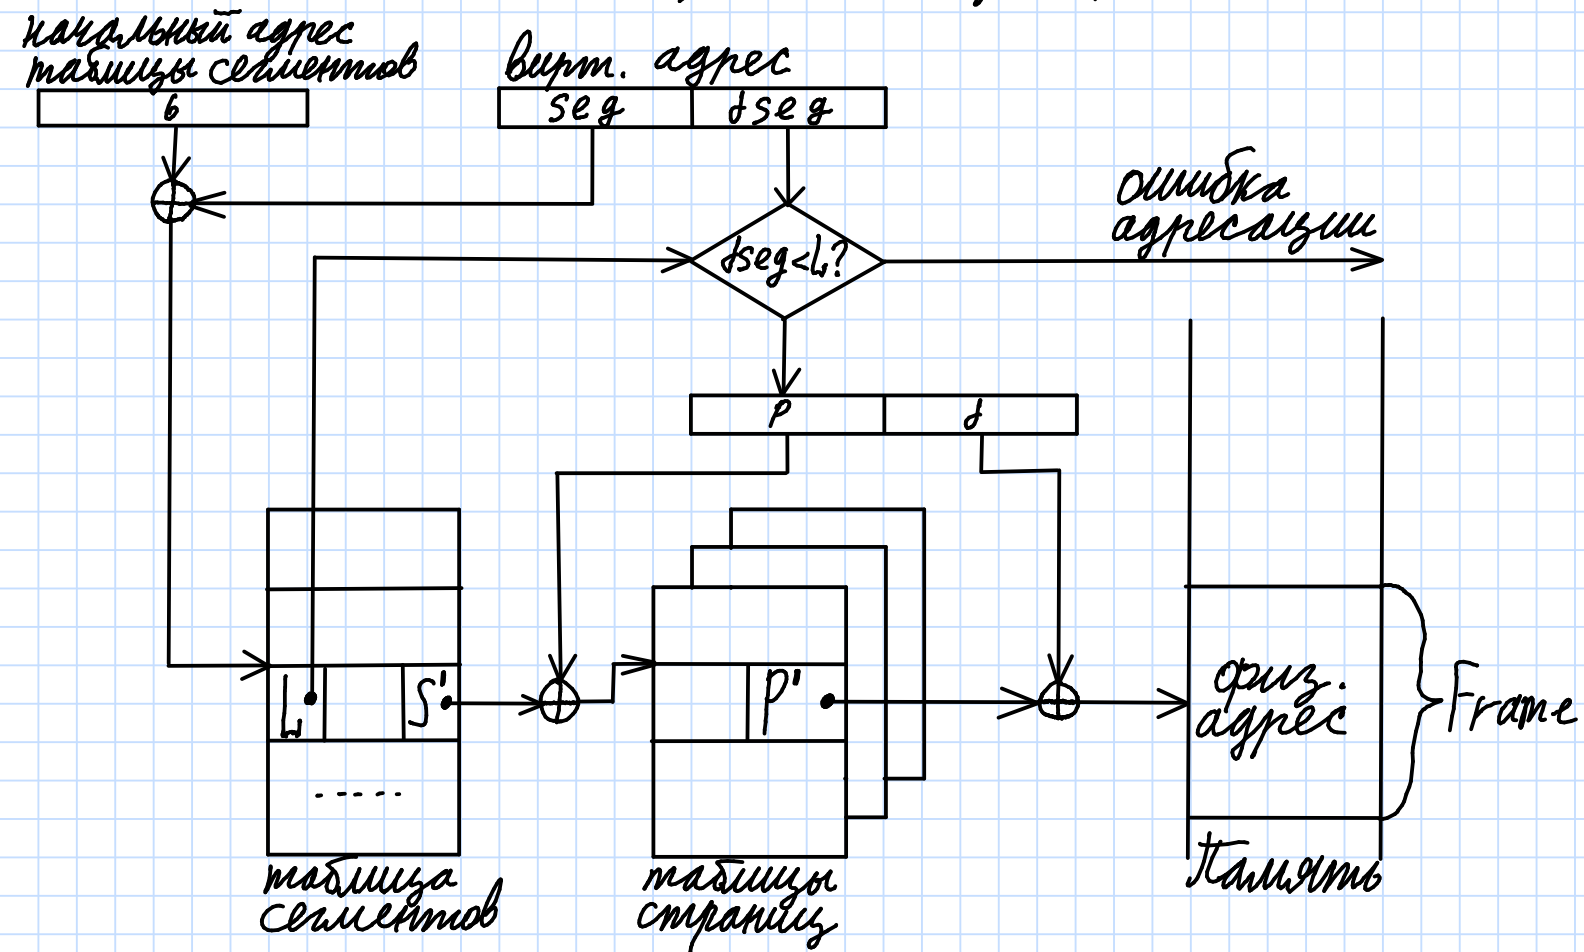 начальный адрес
таблицы сегментов
б
вирт. адрес
seg
dseg
ошибка
адресации
dseg<L?
p
d
L
S'
P'
физ.
адрес
Frame
таблица
сегментов
таблицы
страниц
Память